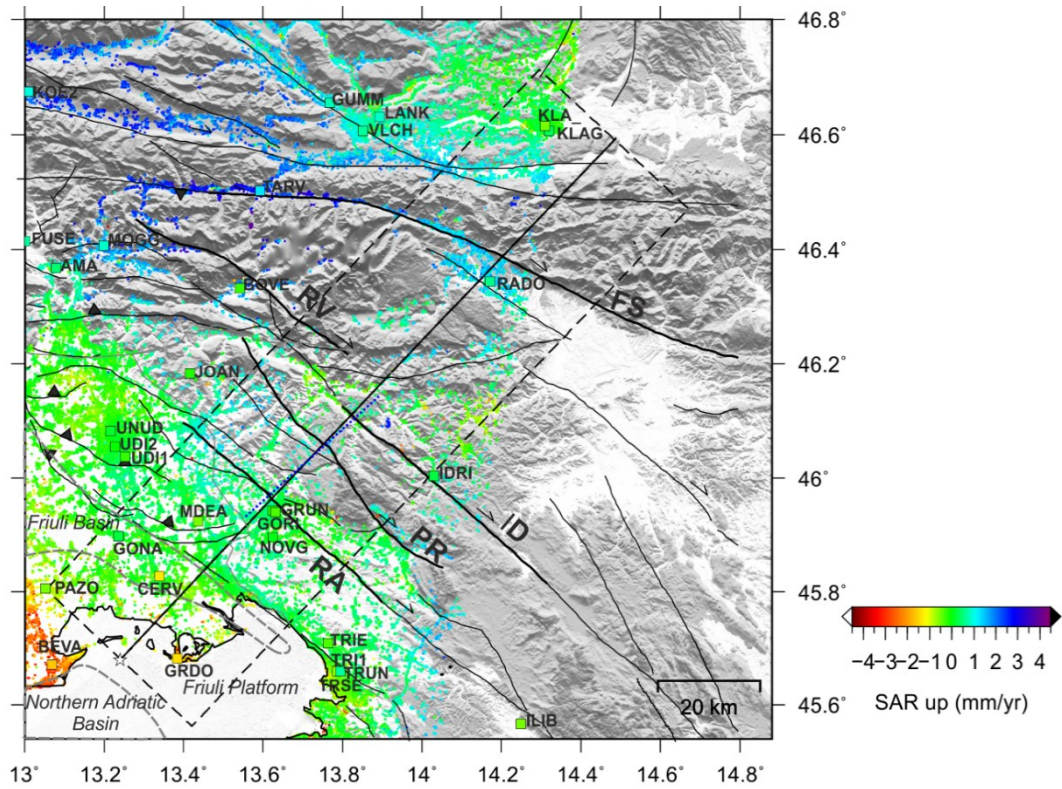 46.8°
KOE2
GUMM
LANK
VLCH
KLA_
KLAG
46.6°
TARV
FUSE
MOGG
46.4°
AMA
BOVE
RADO
RV
FS
JOAN
46.2°
UNUD
UDI2
UDI1
IDRI
46°
MDEA
GRUN
GORI
Friuli Basin
GONA
NOVG
ID
PR
RA
PAZO
CERV
45.8°
BEVA
TRIE
GRDO
TRI1
TRUN
TRSE
Friuli Platform
Northern Adriatic
Basin
20 km
ILIB
45.6°
−4−3−2−1 0 1 2 3 4
SAR up (mm/yr)
13° 13.2° 13.4° 13.6° 13.8° 14° 14.2° 14.4° 14.6° 14.8°